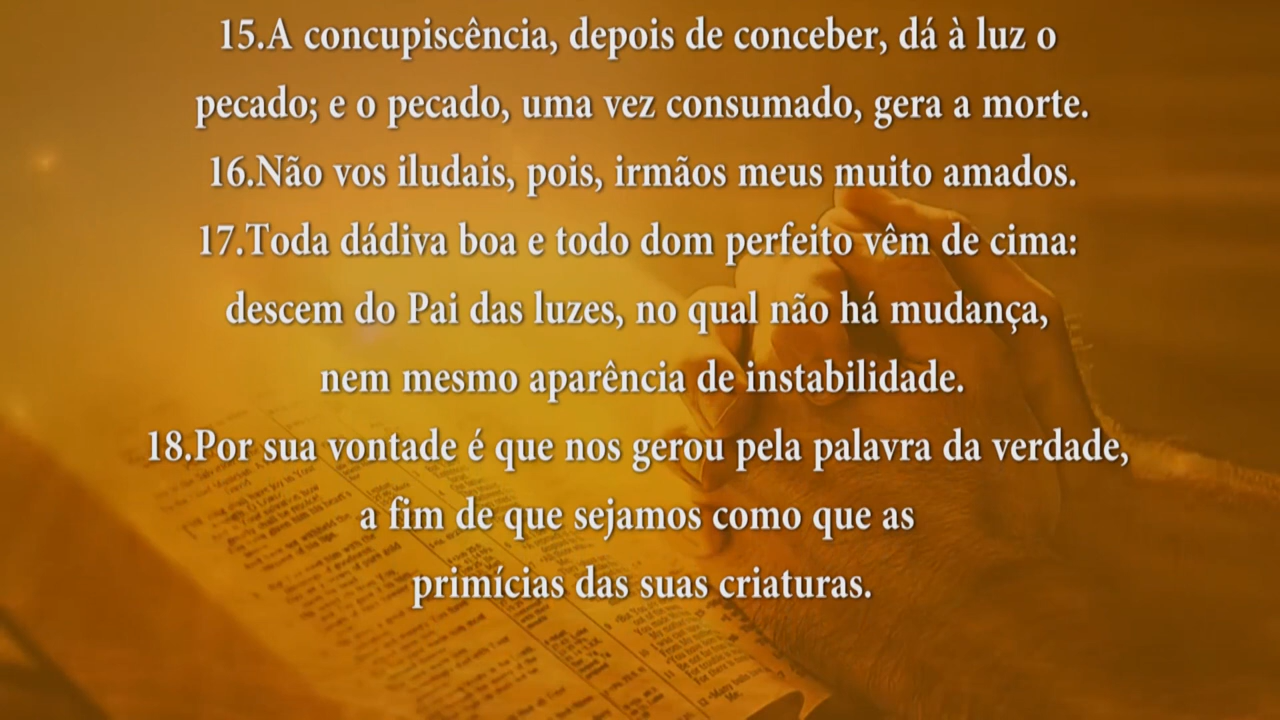 15.A concupiscência, depois de conceber, dá à luz o
pecado; e o pecado, uma vez consumado, gera a morte.
16.Não vos iludais, pois, irmãos meus muito amados.
17.Toda dádiva boa e todo dom perfeito vêm de cima:
descem do Pai das luzes, no qual não há mudança,
nem mesmo aparência de instabilidade.
18.Por sua vontade é que nos gerou pela palavra da verdade,
a fim de que sejamos como que as
primícias das suas criaturas.